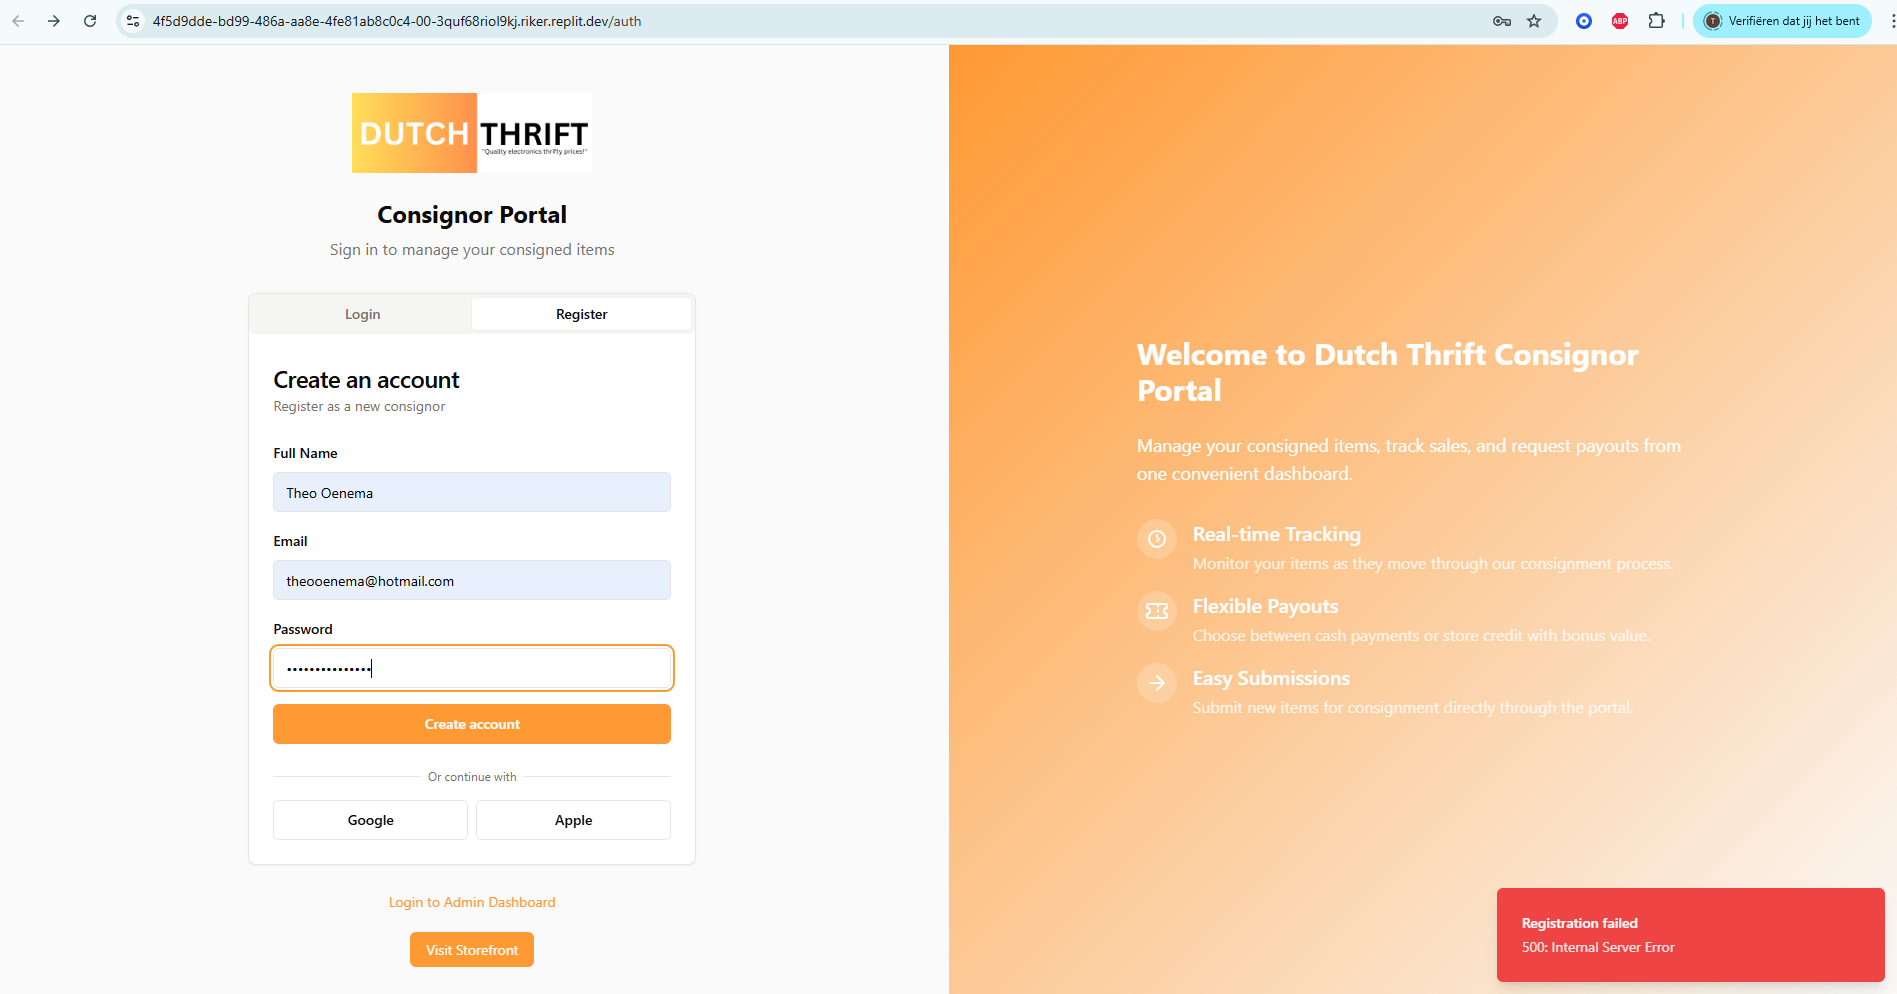 4f5d9dde-bd99-486a-aa8e-4fe81ab8c0c4-00-3quf68riol9kj.riker.replit.dev/auth
ABP
T
Verifiëren dat jij het bent
DUTCH THRIFT
"Quality electronics thrifty prices!"
Consignor Portal
Sign in to manage your consigned items
Login
Register
Create an account
Register as a new consignor
Full Name
Theo Oenema
Email
theooenema@hotmail.com
Password
Create account
Or continue with
Google
Apple
Login to Admin Dashboard
Visit Storefront
Welcome to Dutch Thrift Consignor
Portal
Manage your consigned items, track sales, and request payouts from
one convenient dashboard.
Real-time Tracking
Monitor your items as they move through our consignment process.
Flexible Payouts
Choose between cash payments or store credit with bonus value.
Easy Submissions
Submit new items for consignment directly through the portal.
Registration failed
500: Internal Server Error